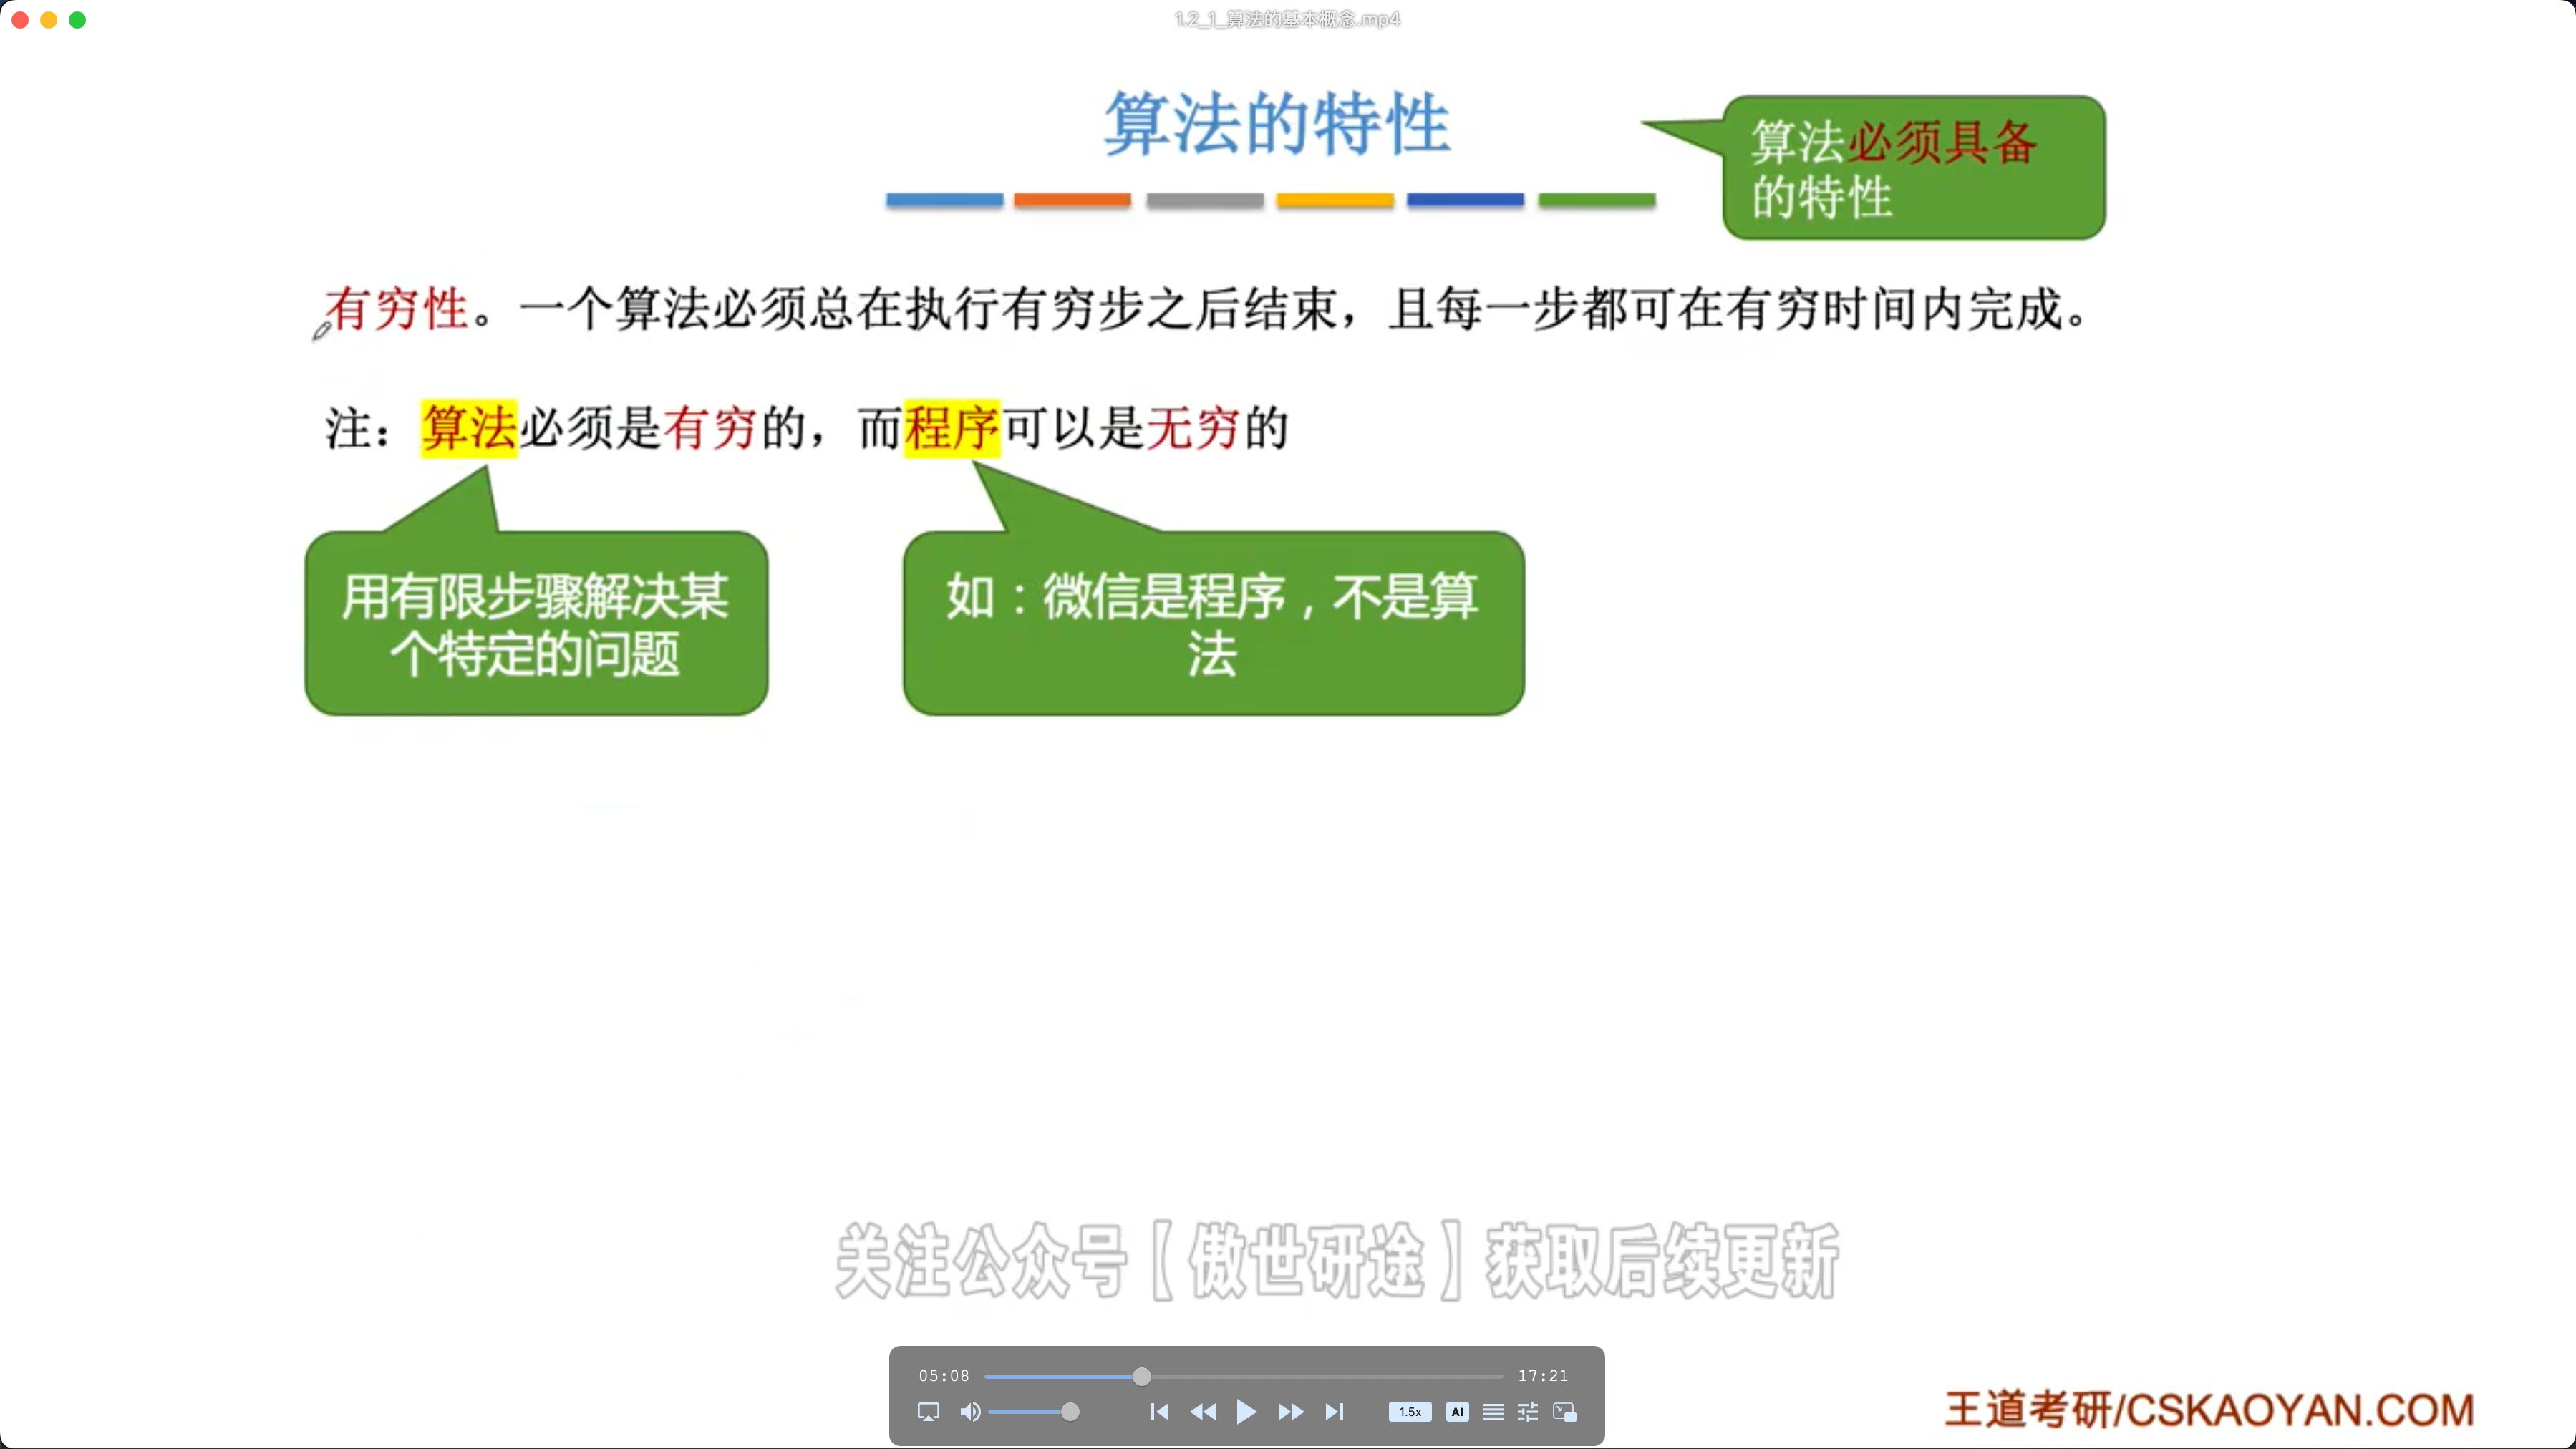 1.2_1_算法的基本概念.mp4
算法的特性
算法必须具备
的特性
有穷性。一个算法必须总在执行有穷步之后结束，且每一步都可在有穷时间内完成。
注：算法必须是有穷的，而程序可以是无穷的
用有限步骤解决某
个特定的问题
如：微信是程序，不是算
法
关注公众号【傲世研途】获取后续更新
05:08
17:21
1.5x
AI
王道考研/CSKAOYAN.COM